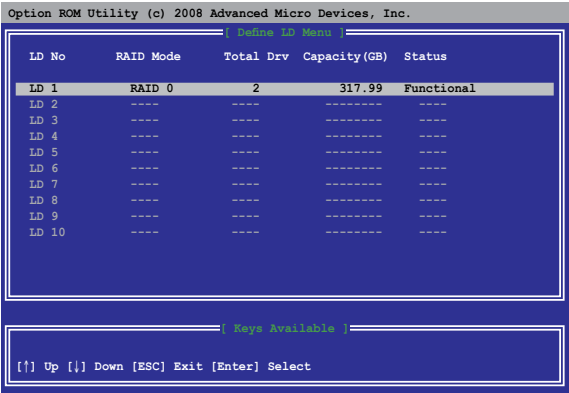 Option ROM Utility (c) 2008 Advanced Micro Devices, Inc.
[ Define LD Menu ]
LD No RAID Mode Total Drv Capacity(GB) Status
LD 1 RAID 0 2 317.99 Functional
LD 2 ---- ---- -------- ----
LD 3 ---- ---- -------- ----
LD 4 ---- ---- -------- ----
LD 5 ---- ---- -------- ----
LD 6 ---- ---- -------- ----
LD 7 ---- ---- -------- ----
LD 8 ---- ---- -------- ----
LD 9 ---- ---- -------- ----
LD 10 ---- ---- -------- ----
[ Keys Available ]
[↑] Up [↓] Down [ESC] Exit [Enter] Select